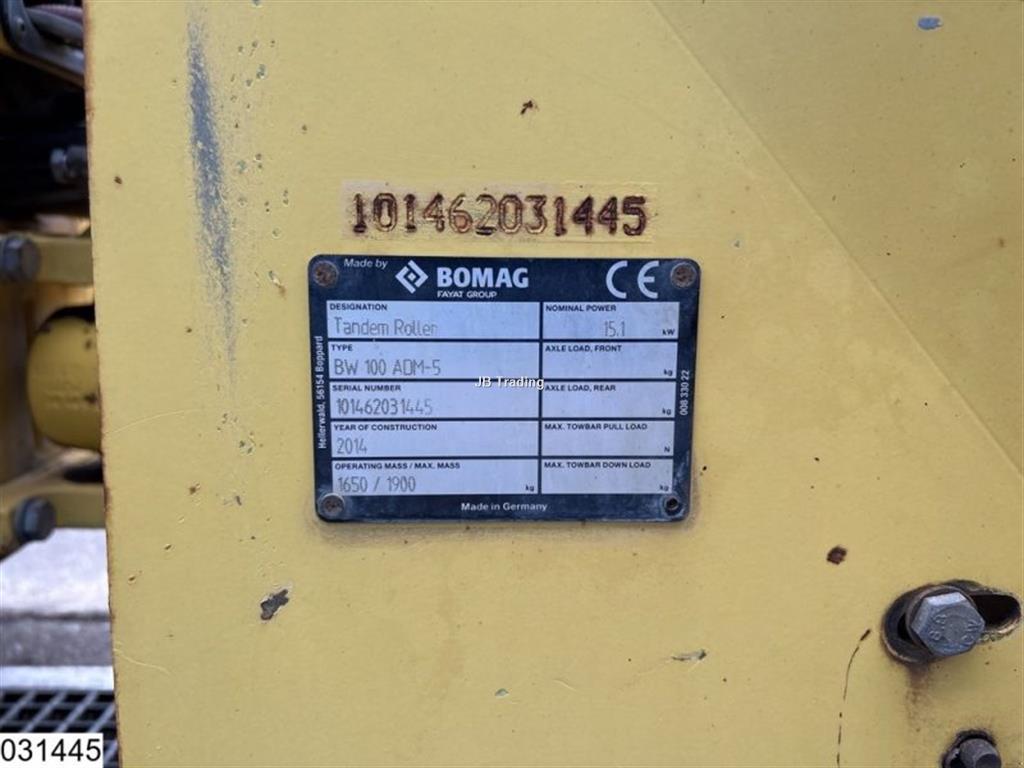 101462031445
Made by BOMAG CE
FAYAT GROUP
DESIGNATION NOMINAL POWER
Tandem Roller 15.1 kW
TYPE AXLE LOAD, FRONT
BW 100 ADM-5 kg
SERIAL NUMBER JB Trading AXLE LOAD, REAR
101462031445 kg
YEAR OF CONSTRUCTION MAX. TOWBAR PULL LOAD
2014 N
OPERATING MASS / MAX. MASS MAX. TOWBAR DOWN LOAD
1650 / 1900 kg kg
Made in Germany
Hellerwald, 56154 Boppard
008 330 22
8.8
031445